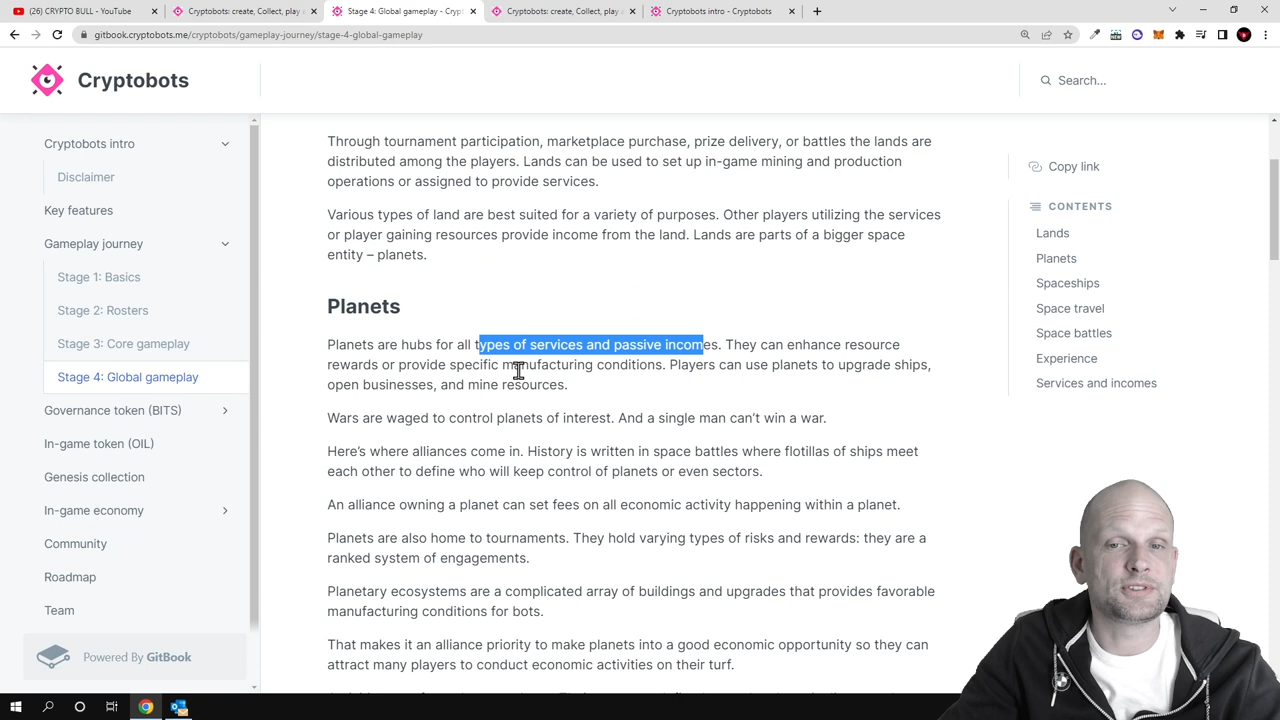 (21) CRYPTO BULL - YouTube
Cryptobots: create, Collect, play a
Stage 4: Global gameplay - Crypt
Cryptobots: create, Collect, play
Cryptobots intro - Cryptobots
gitbook.cryptobots.me/cryptobots/gameplay-journey/stage-4-global-gameplay
Cryptobots
Search...
Cryptobots intro
Disclaimer
Key features
Gameplay journey
Stage 1: Basics
Stage 2: Rosters
Stage 3: Core gameplay
Stage 4: Global gameplay
Governance token (BITS)
In-game token (OIL)
Genesis collection
In-game economy
Community
Roadmap
Team
Powered By GitBook
Through tournament participation, marketplace purchase, prize delivery, or battles the lands are
distributed among the players. Lands can be used to set up in-game mining and production
operations or assigned to provide services.
Various types of land are best suited for a variety of purposes. Other players utilizing the services
or player gaining resources provide income from the land. Lands are parts of a bigger space
entity – planets.
Planets
Planets are hubs for all types of services and passive incomes. They can enhance resource
rewards or provide specific manufacturing conditions. Players can use planets to upgrade ships,
open businesses, and mine resources.
Wars are waged to control planets of interest. And a single man can’t win a war.
Here’s where alliances come in. History is written in space battles where flotillas of ships meet
each other to define who will keep control of planets or even sectors.
An alliance owning a planet can set fees on all economic activity happening within a planet.
Planets are also home to tournaments. They hold varying types of risks and rewards: they are a
ranked system of engagements.
Planetary ecosystems are a complicated array of buildings and upgrades that provides favorable
manufacturing conditions for bots.
That makes it an alliance priority to make planets into a good economic opportunity so they can
attract many players to conduct economic activities on their turf.
Copy link
CONTENTS
Lands
Planets
Spaceships
Space travel
Space battles
Experience
Services and incomes